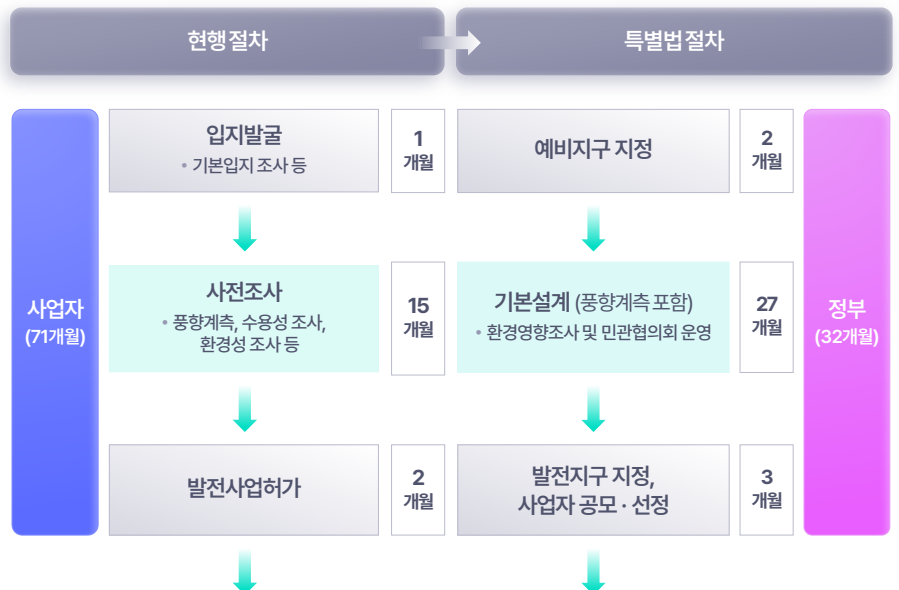 현행 절차
특별법 절차
사업자
(71개월)
입지발굴
• 기본입지 조사 등
1
개월
예비지구 지정
2
개월
사전조사
• 풍향계측, 수용성 조사,
환경성 조사 등
15
개월
기본설계 (풍향계측 포함)
• 환경영향조사 및 민관협의회 운영
27
개월
발전사업허가
2
개월
발전지구 지정,
사업자 공모 · 선정
3
개월
정부
(32개월)